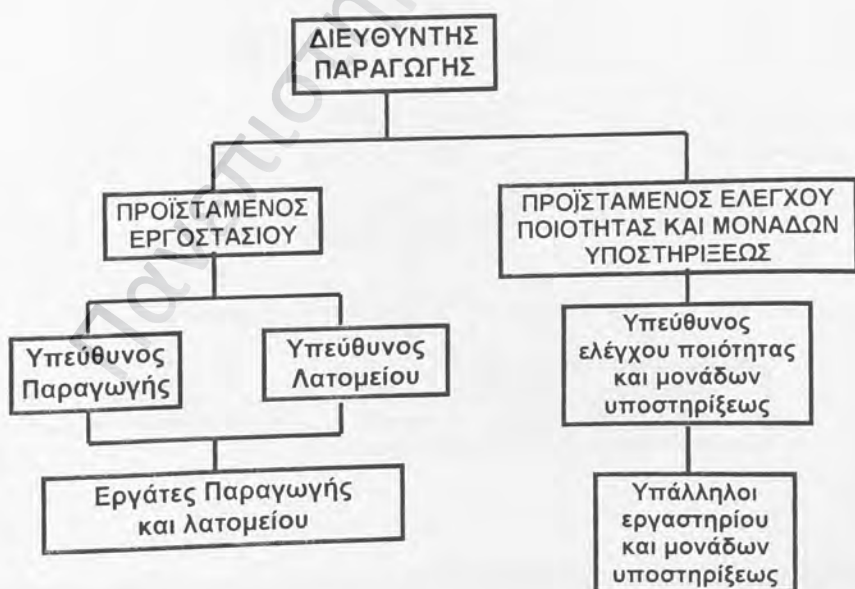 ΔΙΕΥΘΥΝΤΗΣ
ΠΑΡΑΓΩΓΗΣ
ΠΡΟΪΣΤΑΜΕΝΟΣ
ΕΡΓΟΣΤΑΣΙΟΥ
ΠΡΟΪΣΤΑΜΕΝΟΣ ΕΛΕΓΧΟΥ
ΠΟΙΟΤΗΤΑΣ ΚΑΙ ΜΟΝΑΔΩΝ
ΥΠΟΣΤΗΡΙΞΕΩΣ
Υπεύθυνος
Παραγωγής
Υπεύθυνος
Λατομείου
Υπεύθυνος
ελέγχου ποιότητας
και μονάδων
υποστηρίξεως
Εργάτες Παραγωγής
και λατομείου
Υπάλληλοι
εργαστηρίου
και μονάδων
υποστηρίξεως